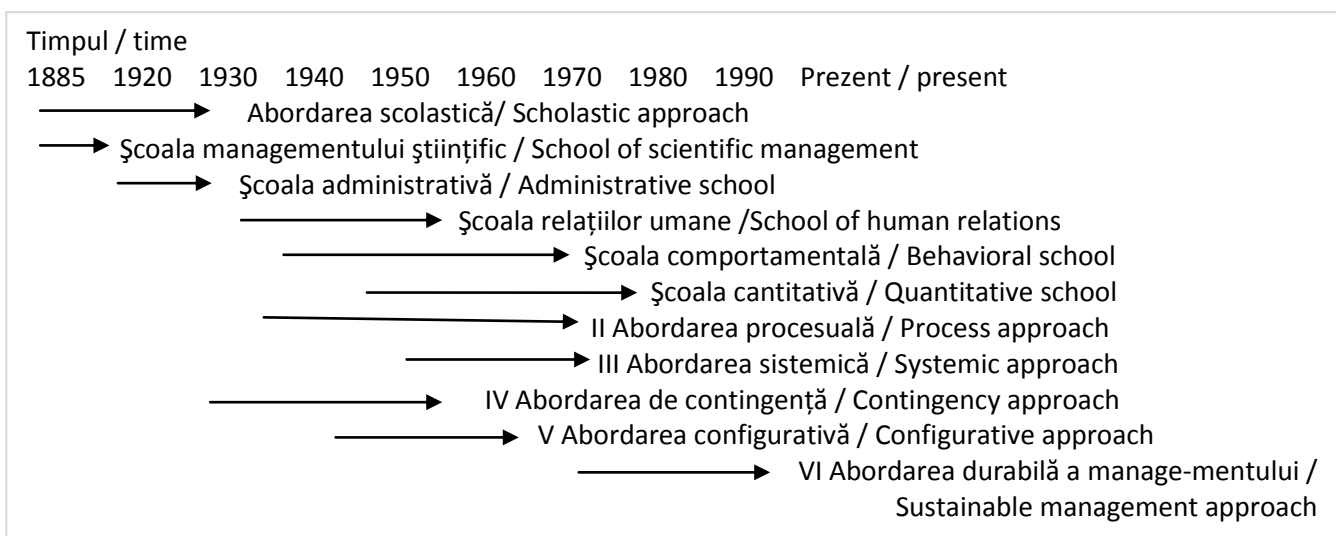 Timpul / time
1885 1920 1930 1940 1950 1960 1970 1980 1990 Prezent / present
Abordarea scolastică/ Scholastic approach
Şcoala managementului ştiințific / School of scientific management
Şcoala administrativă / Administrative school
Şcoala relațiilor umane /School of human relations
Şcoala comportamentală / Behavioral school
Şcoala cantitativă / Quantitative school
II Abordarea procesuală / Process approach
III Abordarea sistemică / Systemic approach
IV Abordarea de contingență / Contingency approach
V Abordarea configurativă / Configurative approach
VI Abordarea durabilă a manage-mentului /
Sustainable management approach